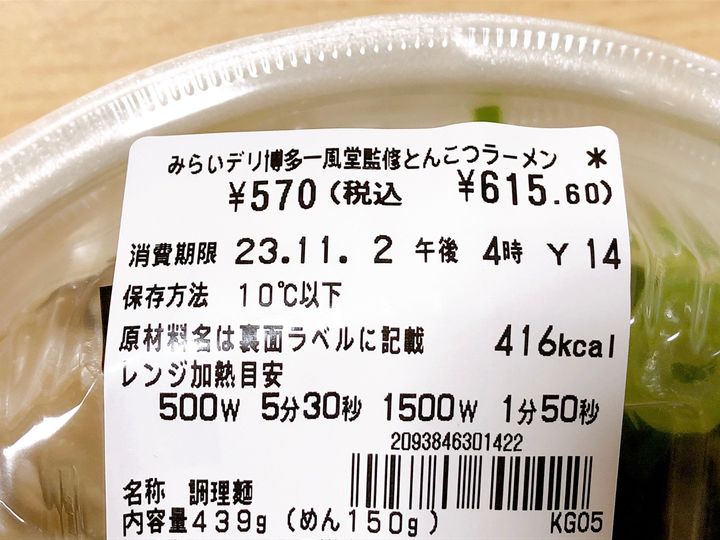 みらいデリ博多一風堂監修とんこつラーメン *
¥570(税込 ¥615.60)
消費期限 23.11. 2 午後 4時 Y 14
保存方法 10℃以下
原材料名は裏面ラベルに記載 416kcal
レンジ加熱目安
500W 5分30秒 1500W 1分50秒
2093846301422
名称 調理麺
内容量439g(めん150g) KG05